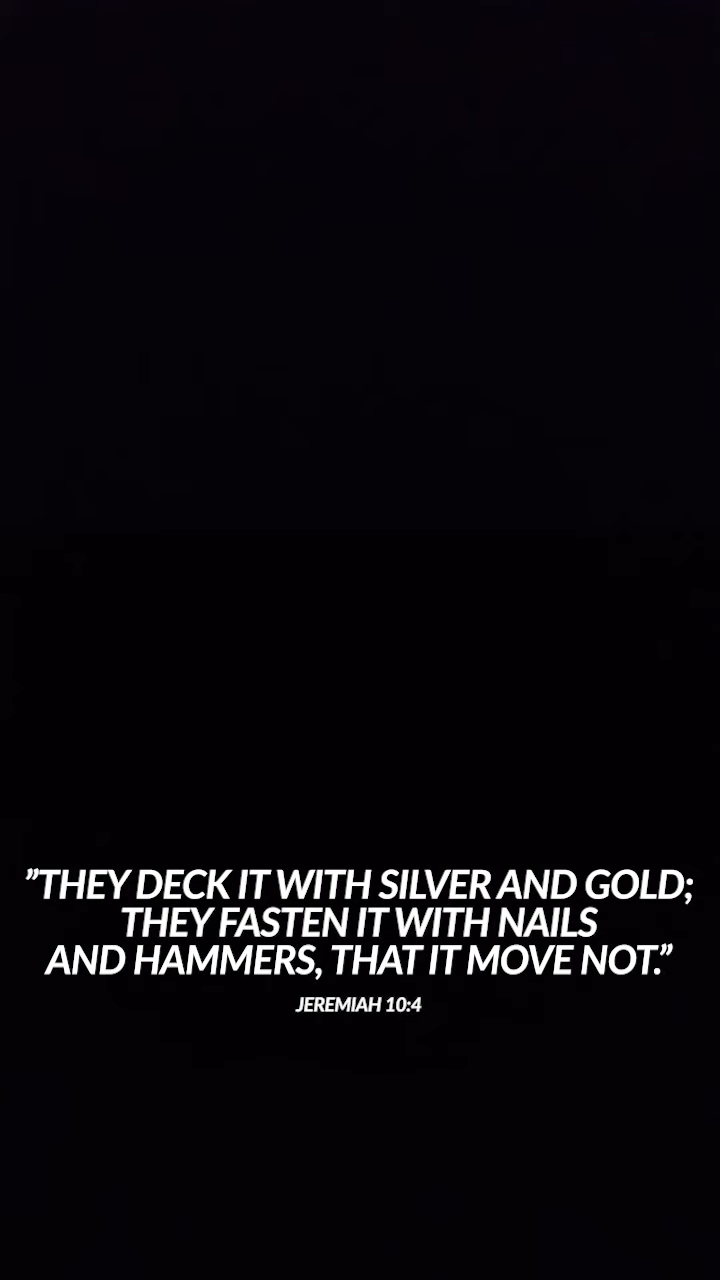 ”THEY DECK IT WITH SILVER AND GOLD;
THEY FASTEN IT WITH NAILS
AND HAMMERS, THAT IT MOVE NOT.”
JEREMIAH 10:4